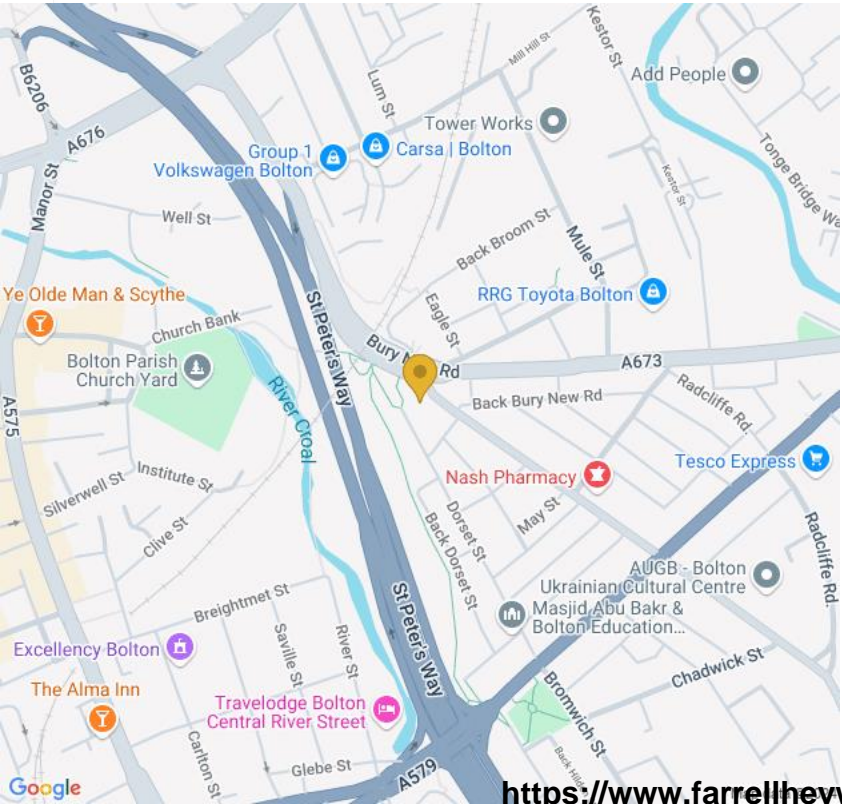 B6206
A676
Manor St
Well St
Lum St
Mill Hill St
Kestor St
Add People
Tower Works
Group 1
Volkswagen Bolton
Carsa | Bolton
Kestor St
Tonge Bridge
Ye Olde Man & Scythe
Church Bank
Bolton Parish
Church Yard
River Croal
St Peter's Way
Back Broom St
Mule St
Eagle St
RRG Toyota Bolton
Bury Rd
A673
Back Bury New Rd
Radcliffe Rd.
A575
Silverwell St
Institute St
Clive St
Nash Pharmacy
Tesco Express
May St
Dorset St
Back Dorset St
Radcliffe Rd.
AUGB - Bolton
Ukrainian Cultural Centre
Masjid Abu Bakr &
Bolton Education...
Breightmet St
Saville St
River St
St Peter's Way
Excellency Bolton
The Alma Inn
Travelodge Bolton
Central River Street
Chadwick St
Bromwich St
Carlton St
Glebe St
A579
Google
https://www.farrellhey